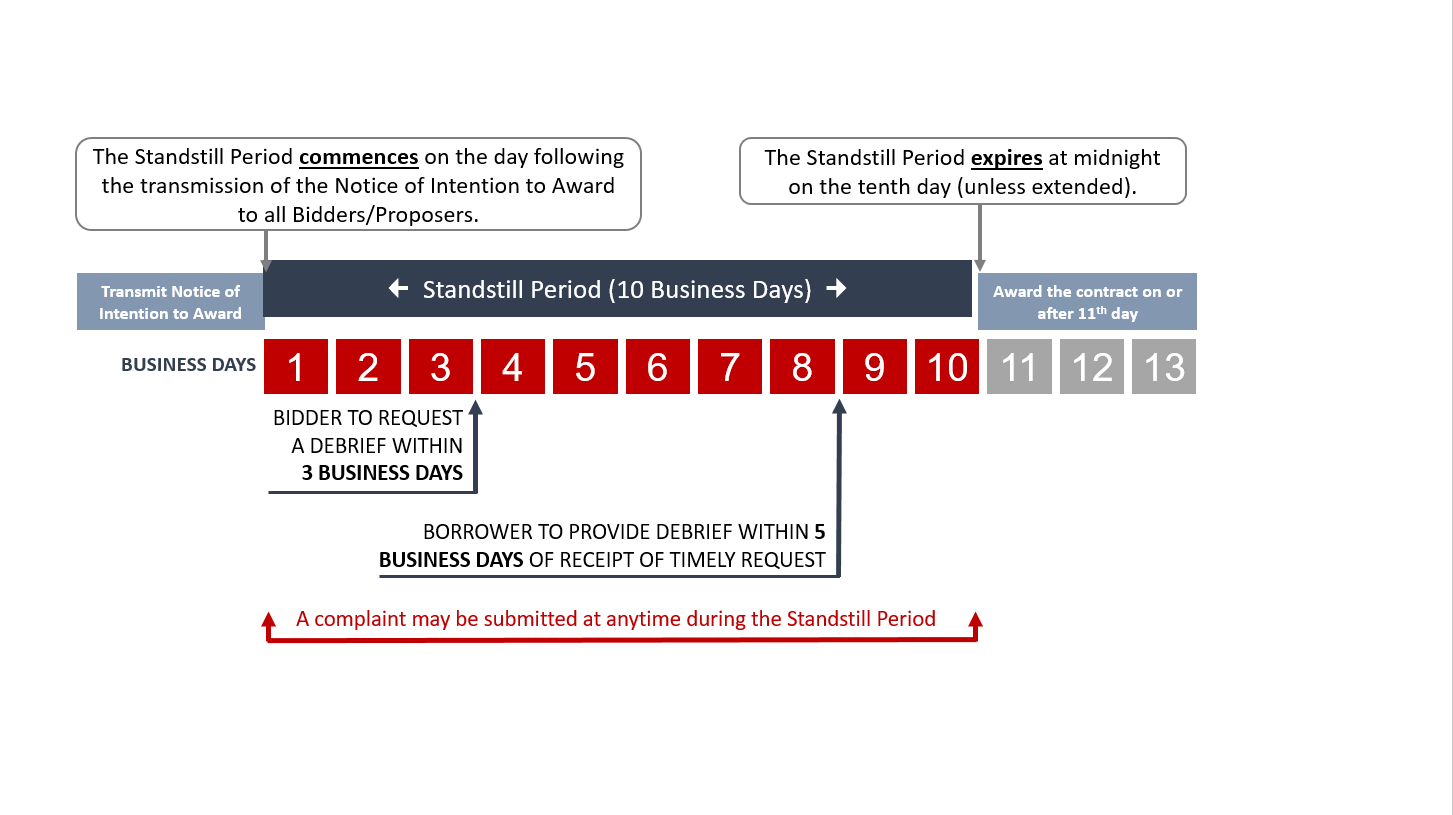 The Standstill Period commences on the day following
the transmission of the Notice of Intention to Award
to all Bidders/Proposers.
The Standstill Period expires at midnight
on the tenth day (unless extended).
Transmit Notice of
Intention to Award
Standstill Period (10 Business Days)
Award the contract on or
after 11th day
BUSINESS DAYS
1 2 3 4 5 6 7 8 9 10 11 12 13
BIDDER TO REQUEST
A DEBRIEF WITHIN
3 BUSINESS DAYS
BORROWER TO PROVIDE DEBRIEF WITHIN 5
BUSINESS DAYS OF RECEIPT OF TIMELY REQUEST
A complaint may be submitted at anytime during the Standstill Period